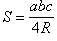 S = abc/4R